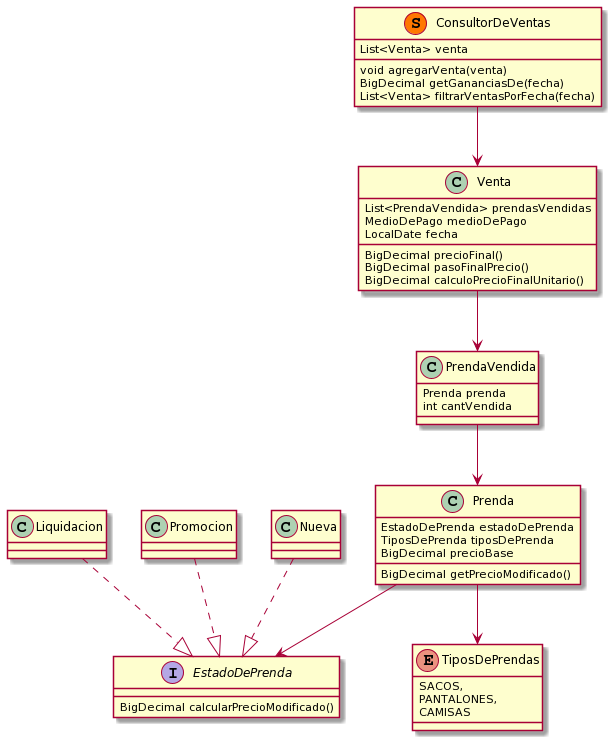 S ConsultorDeVentas
List<Venta> venta
void agregarVenta(venta)
BigDecimal getGananciasDe(fecha)
List<Venta> filtrarVentasPorFecha(fecha)
C Venta
List<PrendaVendida> prendasVendidas
MedioDePago medioDePago
LocalDate fecha
BigDecimal precioFinal()
BigDecimal pasoFinalPrecio()
BigDecimal calculoPrecioFinalUnitario()
C PrendaVendida
Prenda prenda
int cantVendida
C Liquidacion
C Promocion
C Nueva
C Prenda
EstadoDePrenda estadoDePrenda
TiposDePrenda tiposDePrenda
BigDecimal precioBase
BigDecimal getPrecioModificado()
I EstadoDePrenda
BigDecimal calcularPrecioModificado()
E TiposDePrendas
SACOS,
PANTALONES,
CAMISAS